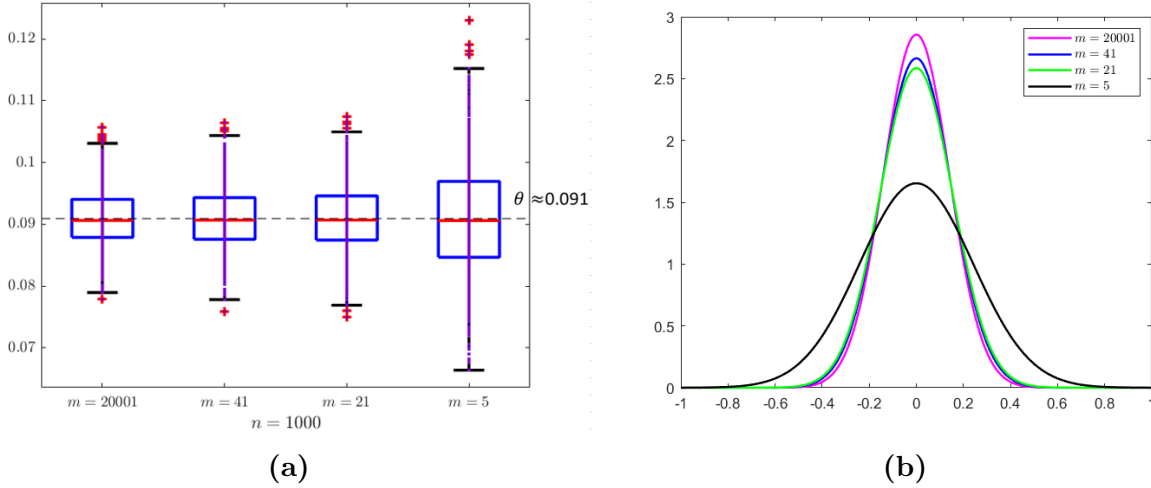 0.12
0.11
0.1
0.09
0.08
0.07
θ ≈0.091
m = 20001
m = 41
m = 21
m = 5
n = 1000
(a)
3
2.5
2
1.5
1
0.5
0
m = 20001
m = 41
m = 21
m = 5
-1 -0.8 -0.6 -0.4 -0.2 0 0.2 0.4 0.6 0.8 1
(b)